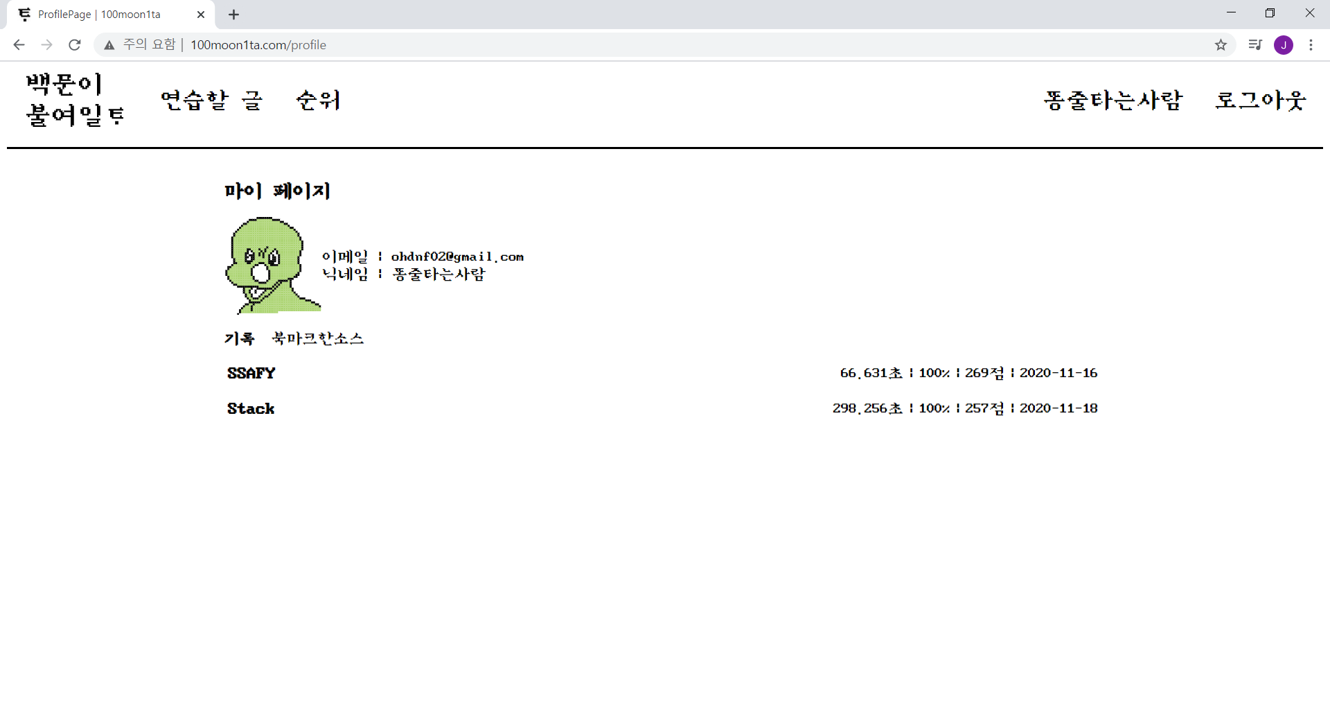 ProfilePage | 100moon1ta
주의 요함 | 100moon1ta.com/profile
J
백문이
불여일토
연습할 글 순위 똥줄타는사람 로그아웃
마이 페이지
이메일 | ohdnf02@gmail.com
닉네임 | 똥줄타는사람
기록 북마크한소스
SSAFY 66.631초 | 100% | 269점 | 2020-11-16
Stack 298.256초 | 100% | 257점 | 2020-11-18